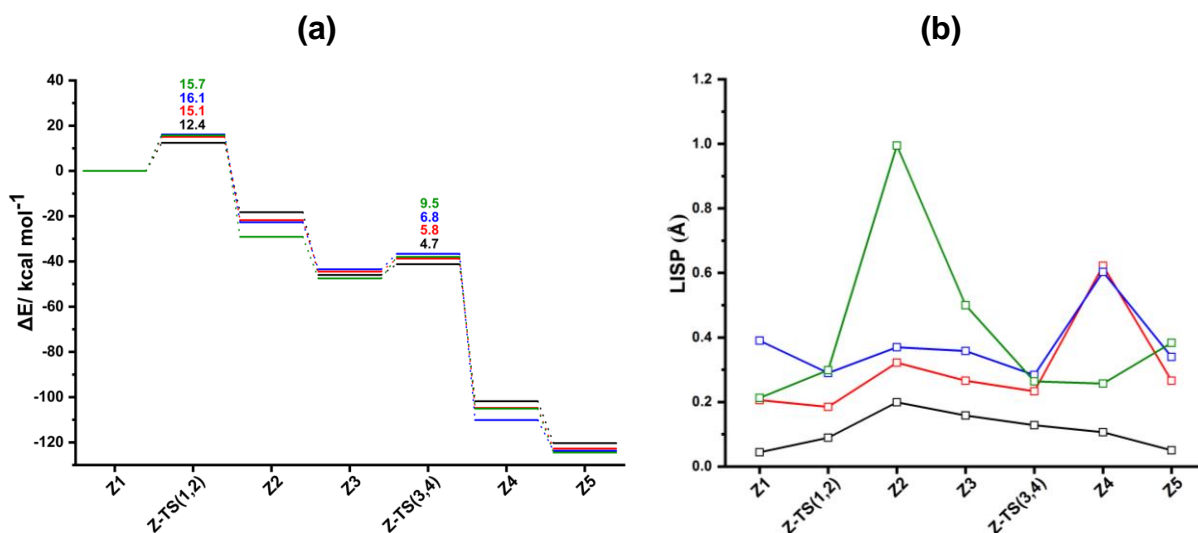 (a)
15.7
16.1
15.1
12.4
9.5
6.8
5.8
4.7
40
20
0
-20
-40
-60
-80
-100
-120
ΔE/ kcal mol⁻¹
Z1
Z-TS(1,2)
Z2
Z3
Z-TS(3,4)
Z4
Z5
(b)
1.2
1.0
0.8
0.6
0.4
0.2
0.0
LISP (Å)
Z1
Z-TS(1,2)
Z2
Z3
Z-TS(3,4)
Z4
Z5